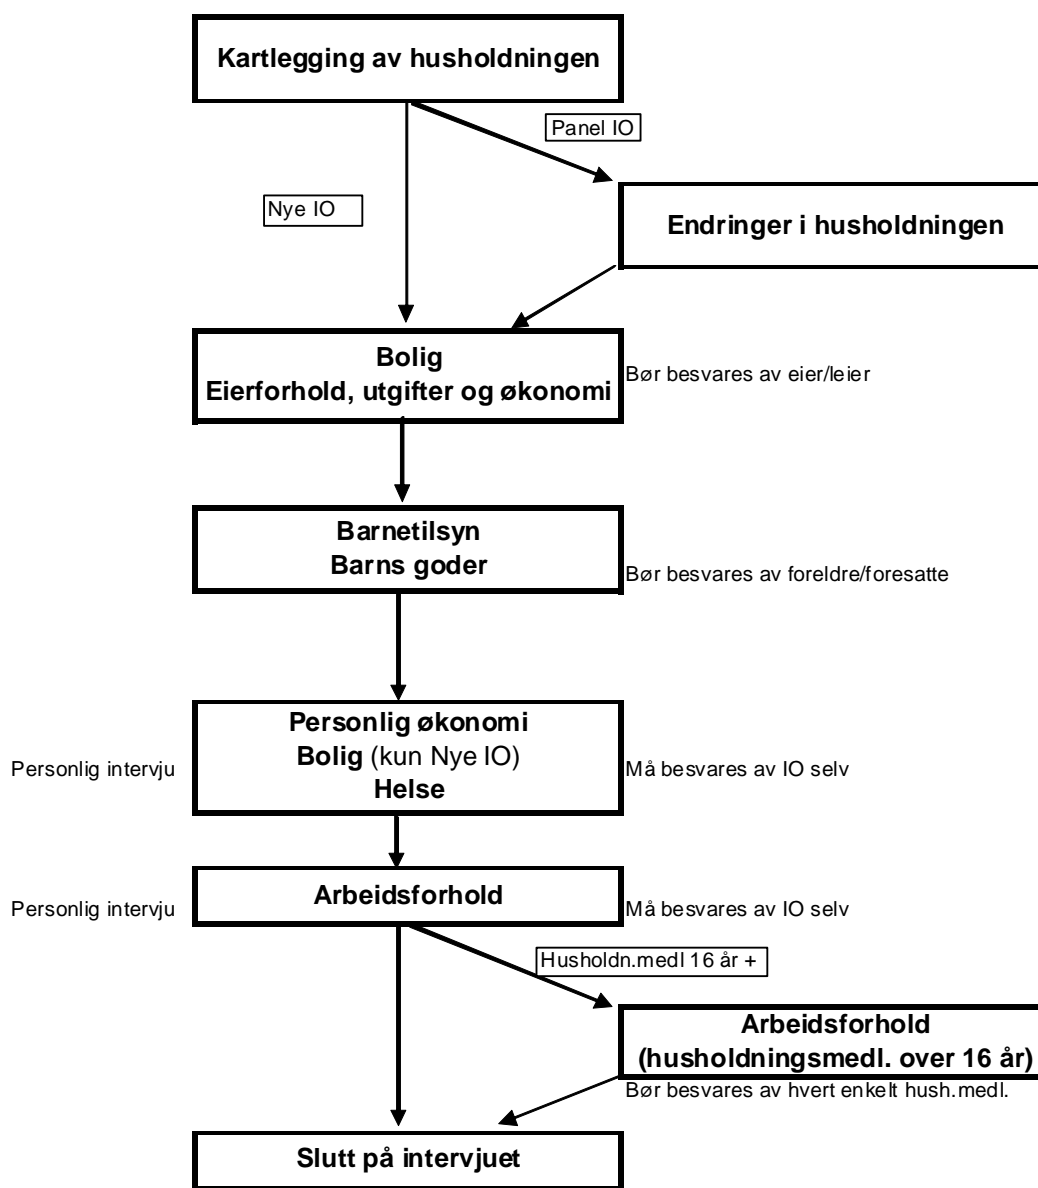 Kartlegging av husholdningen
Panel IO
Nye IO
Endringer i husholdningen
Bolig
Eierforhold, utgifter og økonomi
Bør besvares av eier/leier
Barnetilsyn
Barns goder
Bør besvares av foreldre/foresatte
Personlig økonomi
Bolig (kun Nye IO)
Helse
Personlig intervju
Må besvares av IO selv
Arbeidsforhold
Personlig intervju
Må besvares av IO selv
Husholdn.medl 16 år +
Arbeidsforhold
(husholdningsmedl. over 16 år)
Bør besvares av hvert enkelt hush.medl.
Slutt på intervjuet